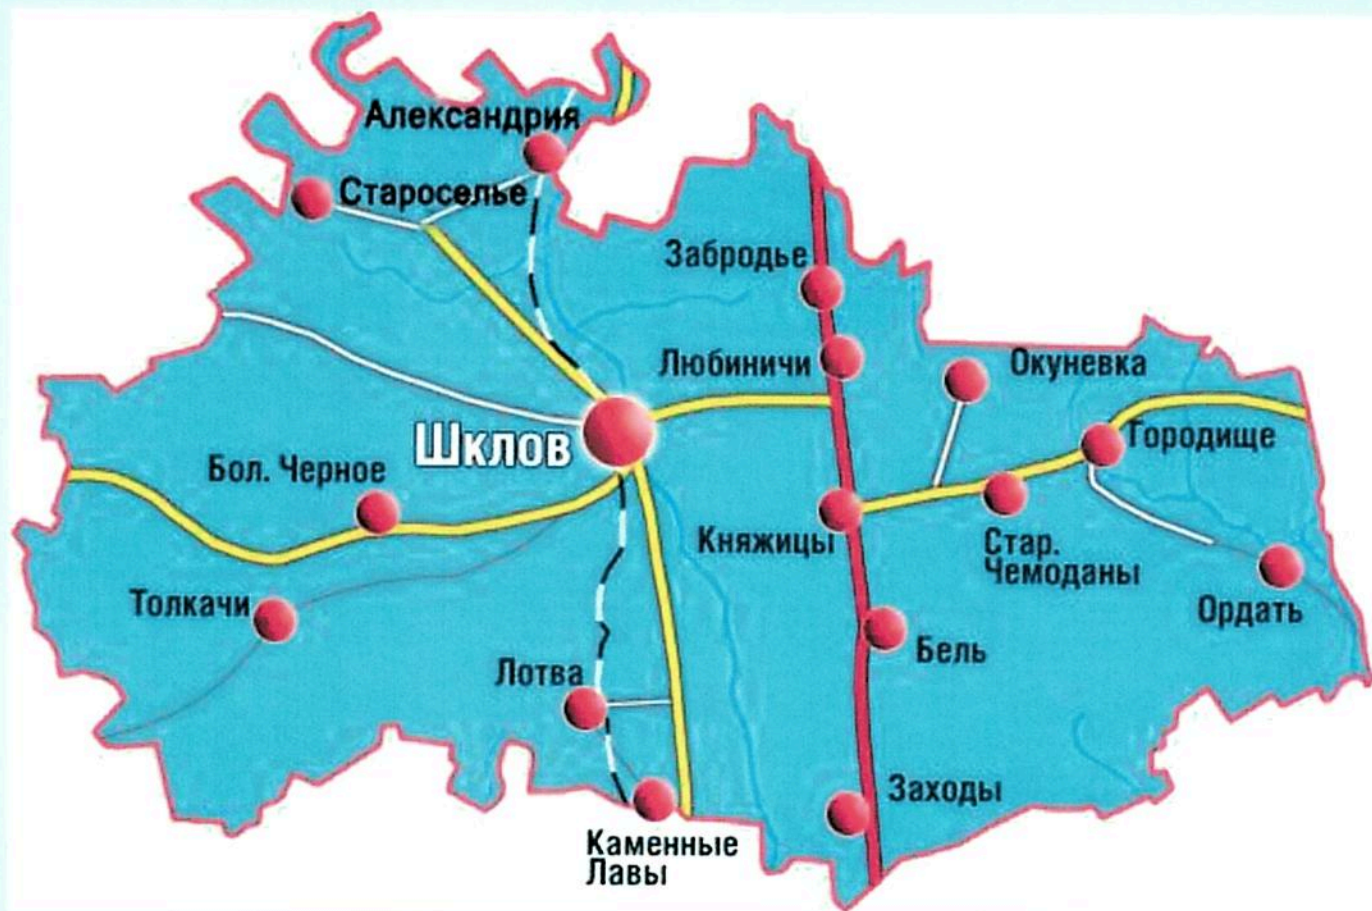 Александрия
Староселье
Забродье
Любиничи
Окуневка
Шклов
Городище
Бол. Черное
Княжицы
Стар.
Чемоданы
Толкачи
Ордать
Бель
Лотва
Заходы
Каменные
Лавы